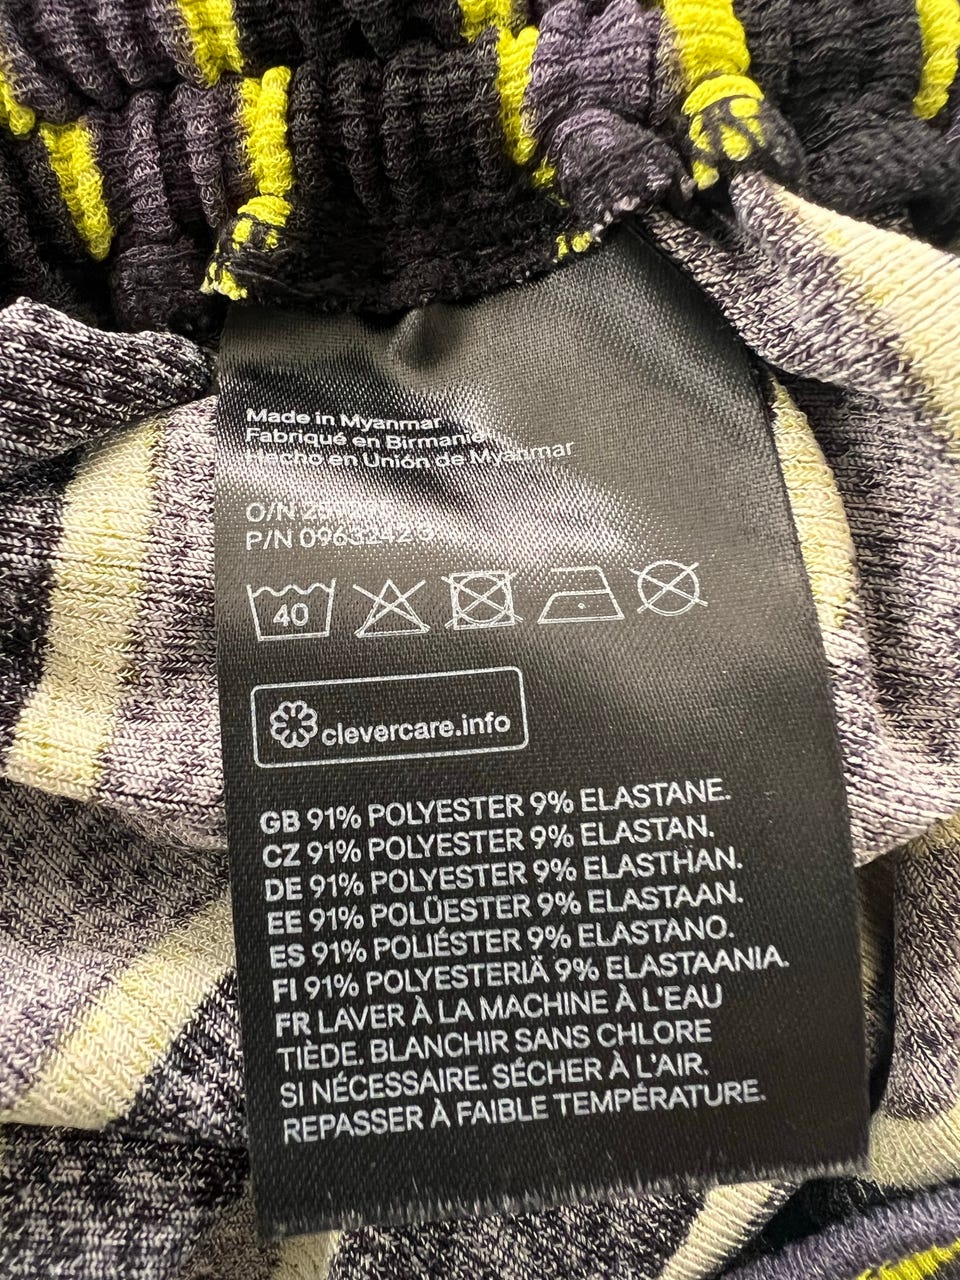 Made in Myanmar
Fabriqué en Birmanie
Hecho en Unión de Myanmar
O/N
P/N
40
clevercare.info
GB 91% POLYESTER 9% ELASTANE.
CZ 91% POLYESTER 9% ELASTAN.
DE 91% POLYESTER 9% ELASTHAN.
EE 91% POLÜESTER 9% ELASTAAN.
ES 91% POLIÉSTER 9% ELASTANO.
FI 91% POLYESTERIÄ 9% ELASTAANIA.
FR LAVER À LA MACHINE À L'EAU
TIÈDE. BLANCHIR SANS CHLORE
SI NÉCESSAIRE. SÉCHER À L'AIR.
REPASSER À FAIBLE TEMPÉRATURE.